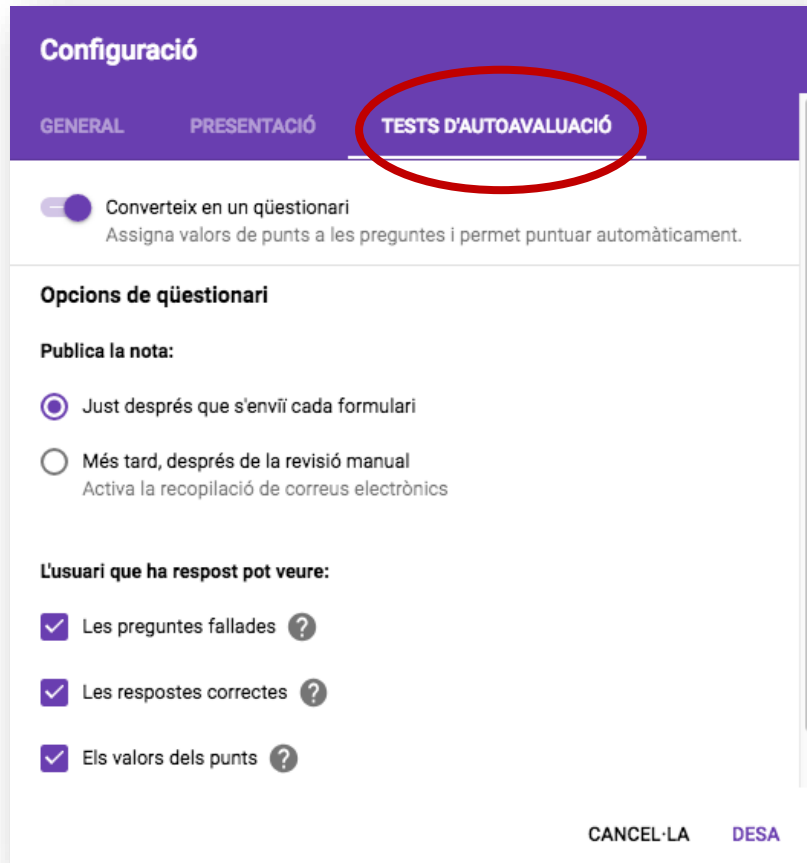 Configuració
GENERAL PRESENTACIÓ TESTS D'AUTOAVALUACIÓ
Converteix en un qüestionari
Assigna valors de punts a les preguntes i permet puntuar automàticament.
Opcions de qüestionari
Publica la nota:
Just després que s'enviï cada formulari
Més tard, després de la revisió manual
Activa la recopilació de correus electrònics
L'usuari que ha respost pot veure:
Les preguntes fallades ?
Les respostes correctes ?
Els valors dels punts ?
CANCEL·LA DESA